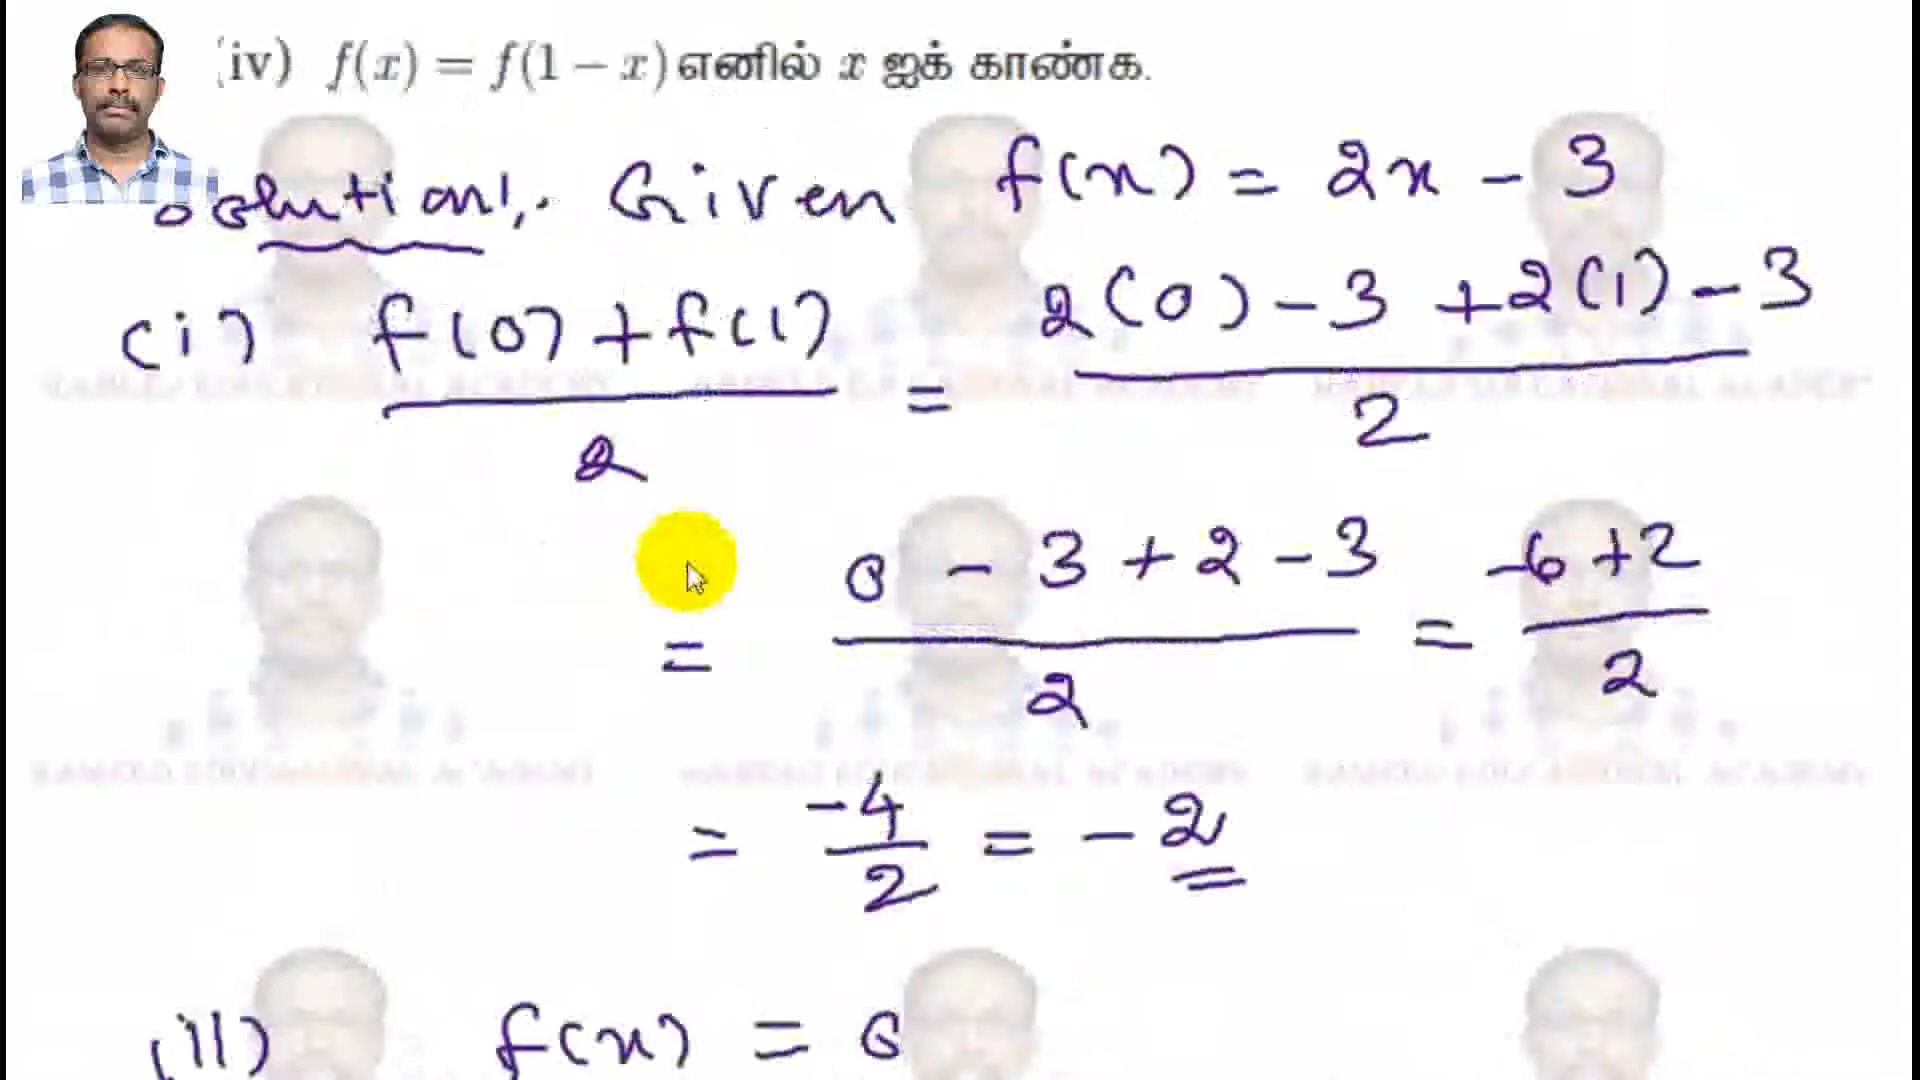 (iv) f(x) = f(1 − x) எனில் x ஐக் காண்க.
Solution:- Given f(x) = 2x - 3
(i) f(0) + f(1) / 2 = 2(0) - 3 + 2(1) - 3 / 2
= 0 - 3 + 2 - 3 / 2 = -6 + 2 / 2
= -4 / 2 = -2
(ii) f(x) = 0